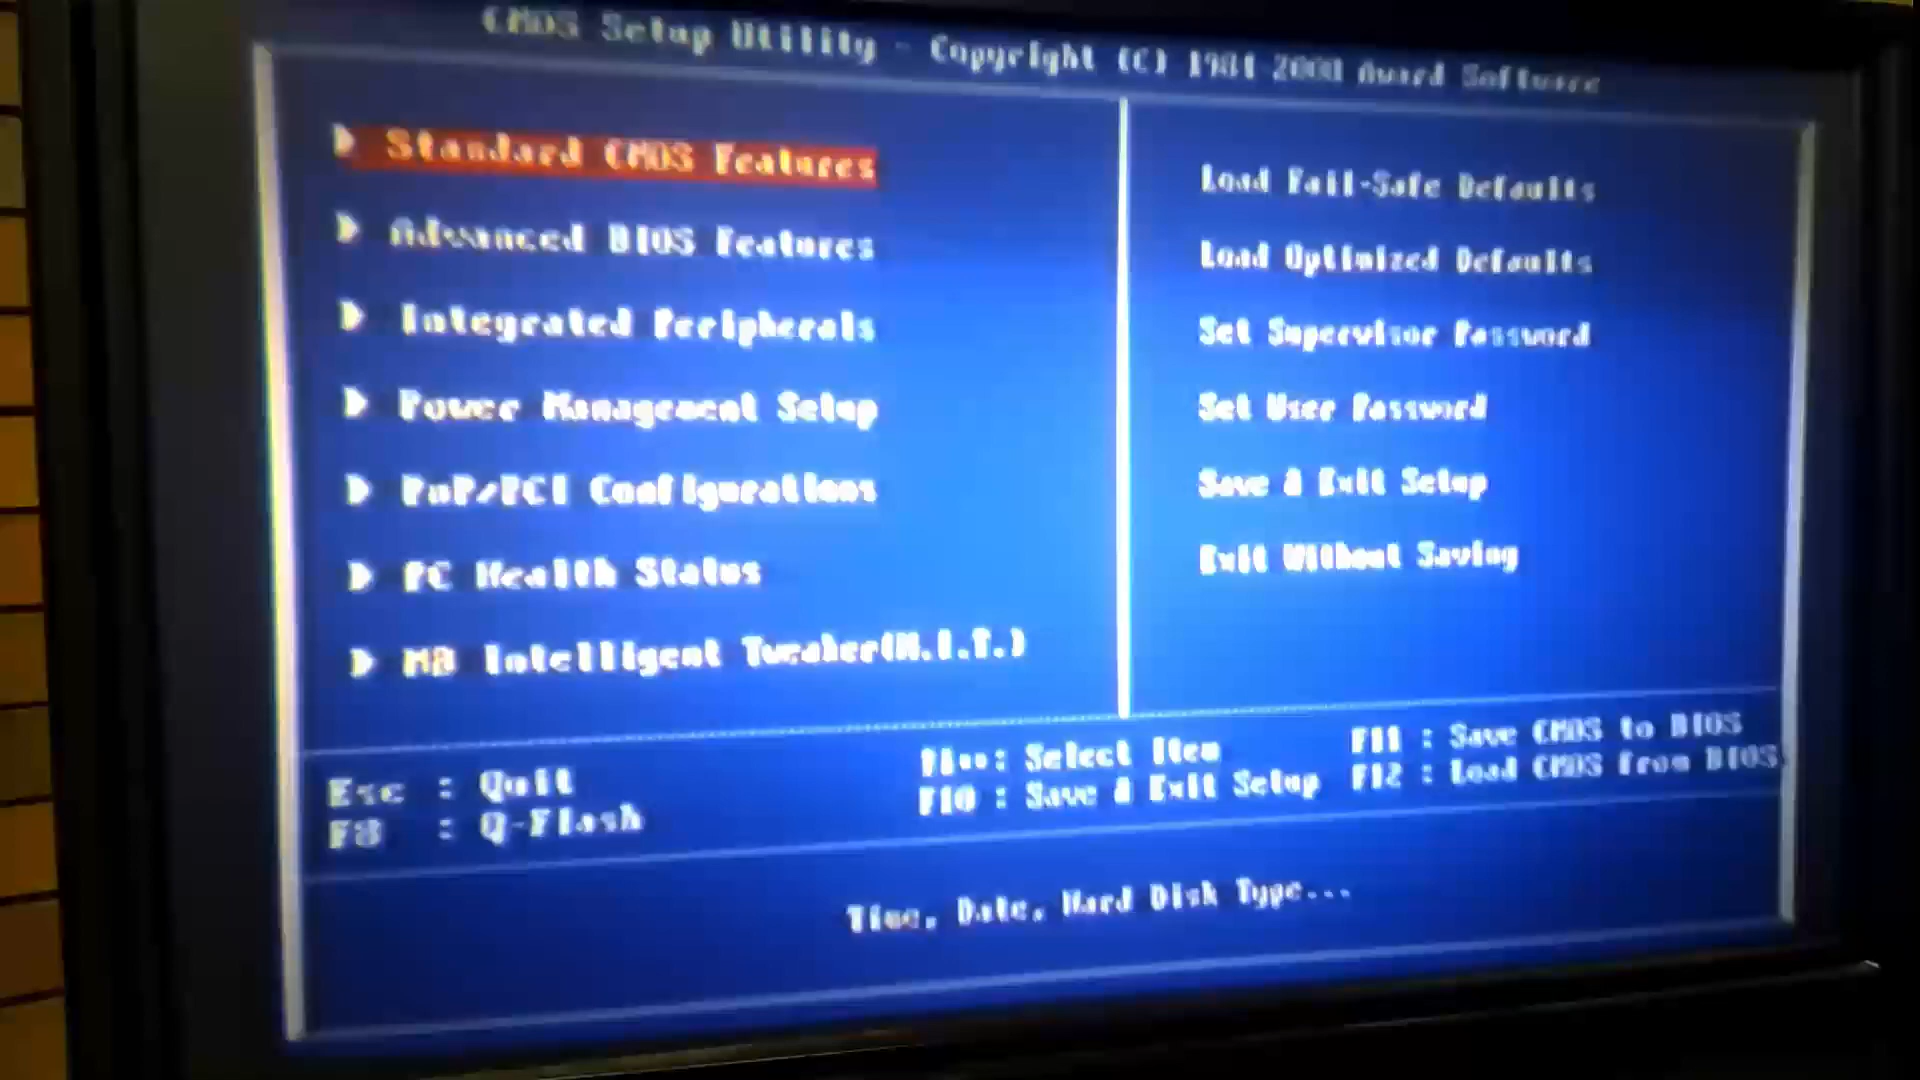 CMOS Setup Utility - Copyright (C) 1984-2008 Award Software
Standard CMOS Features
Advanced BIOS Features
Integrated Peripherals
Power Management Setup
PnP/PCI Configurations
PC Health Status
MB Intelligent Tweaker(M.I.T.)
Load Fail-Safe Defaults
Load Optimized Defaults
Set Supervisor Password
Set User Password
Save & Exit Setup
Exit Without Saving
Esc : Quit
F8 : Q-Flash
↑↓→←: Select Item
F10 : Save & Exit Setup
F11 : Save CMOS to BIOS
F12 : Load CMOS from BIOS
Time, Date, Hard Disk Type...